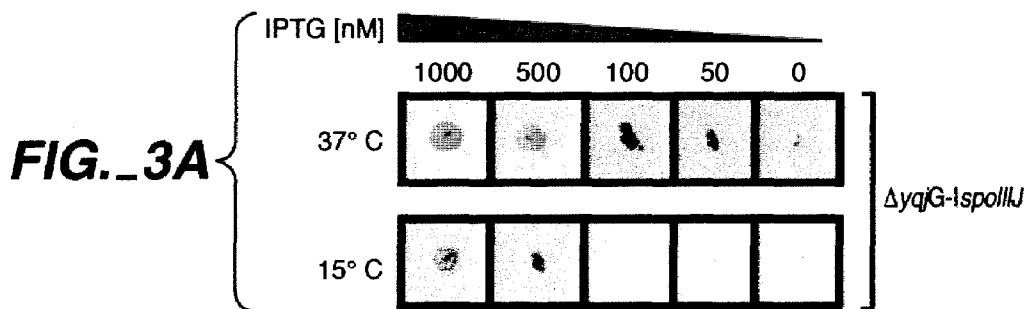 IPTG [nM]
1000 500 100 50 0
FIG._3A
37° C
ΔyqjG-IspoIIIJ
15° C